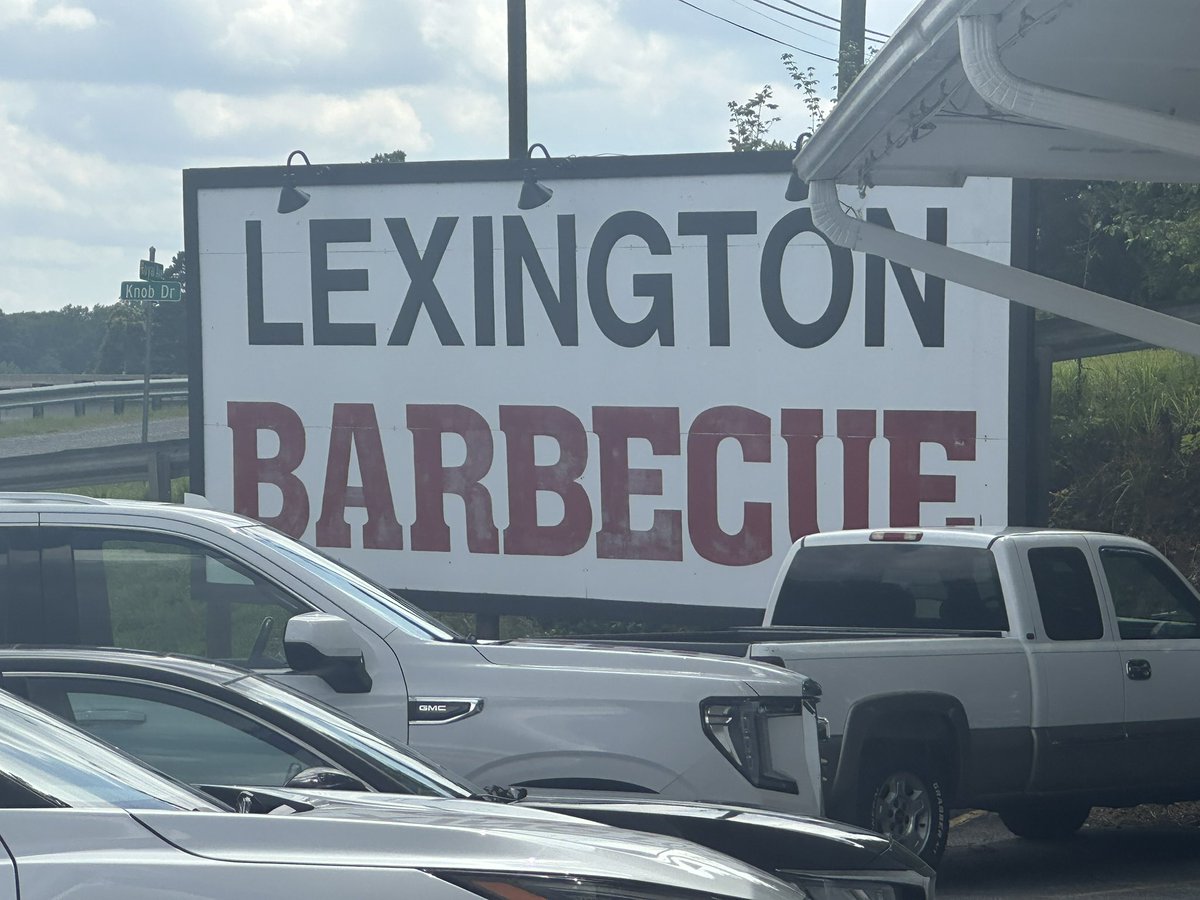 LEXINGTON
BARBECUE
Knob Dr
GMC